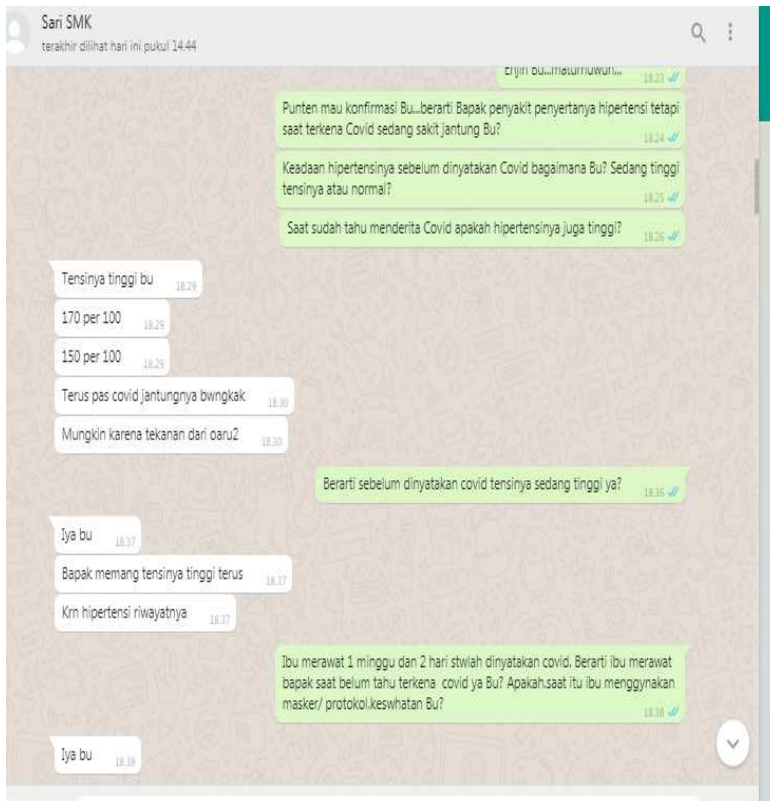 Sari SMK
terakhir dilihat hari ini pukul 14.44
Enjih Bu...maturnuwun...
18.23
Punten mau konfirmasi Bu...berarti Bapak penyakit penyertanya hipertensi tetapi
saat terkena Covid sedang sakit jantung Bu?
18.24
Keadaan hipertensinya sebelum dinyatakan Covid bagaimana Bu? Sedang tinggi
tensinya atau normal?
18.25
Saat sudah tahu menderita Covid apakah hipertensinya juga tinggi?
18.26
Tensinya tinggi bu
18.29
170 per 100
18.29
150 per 100
18.29
Terus pas covid jantungnya bwngkak
18.30
Mungkin karena tekanan dari oaru2
18.30
Berarti sebelum dinyatakan covid tensinya sedang tinggi ya?
18.36
Iya bu
18.37
Bapak memang tensinya tinggi terus
18.37
Krn hipertensi riwayatnya
18.37
Ibu merawat 1 minggu dan 2 hari stwlah dinyatakan covid. Berarti ibu merawat
bapak saat belum tahu terkena covid ya Bu? Apakah.saat itu ibu menggynakan
masker/ protokol.keswhatan Bu?
18.38
Iya bu
18.38